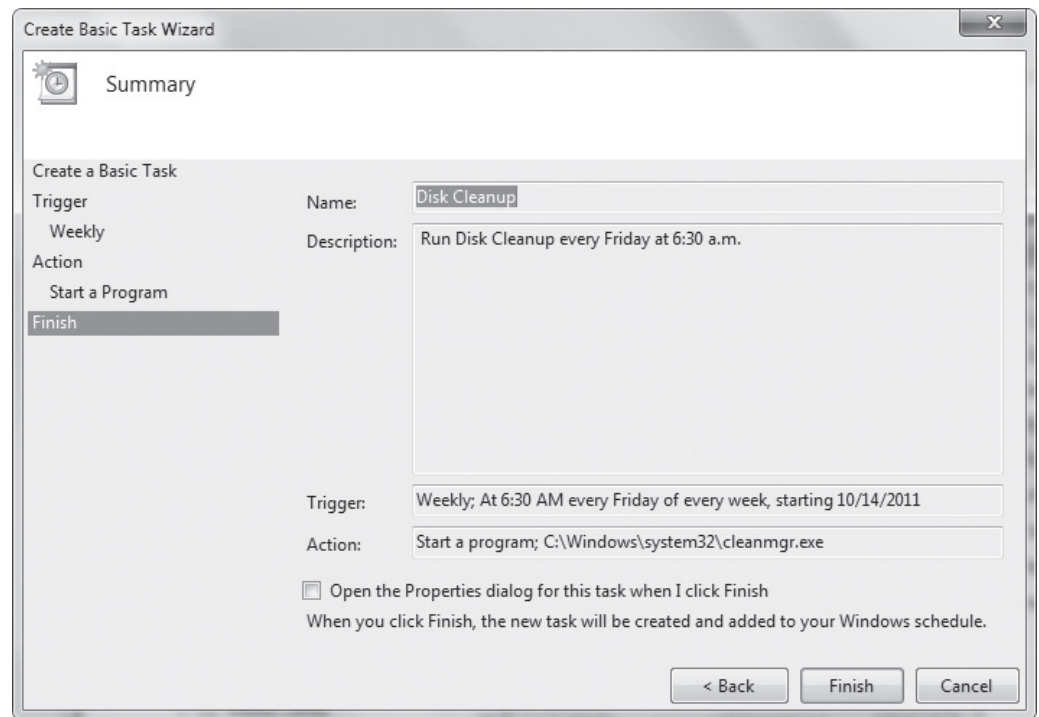 Create Basic Task Wizard
X
Summary
Create a Basic Task
Trigger
Weekly
Action
Start a Program
Finish
Name: Disk Cleanup
Description: Run Disk Cleanup every Friday at 6:30 a.m.
Trigger: Weekly; At 6:30 AM every Friday of every week, starting 10/14/2011
Action: Start a program; C:\Windows\system32\cleanmgr.exe
Open the Properties dialog for this task when I click Finish
When you click Finish, the new task will be created and added to your Windows schedule.
< Back Finish Cancel